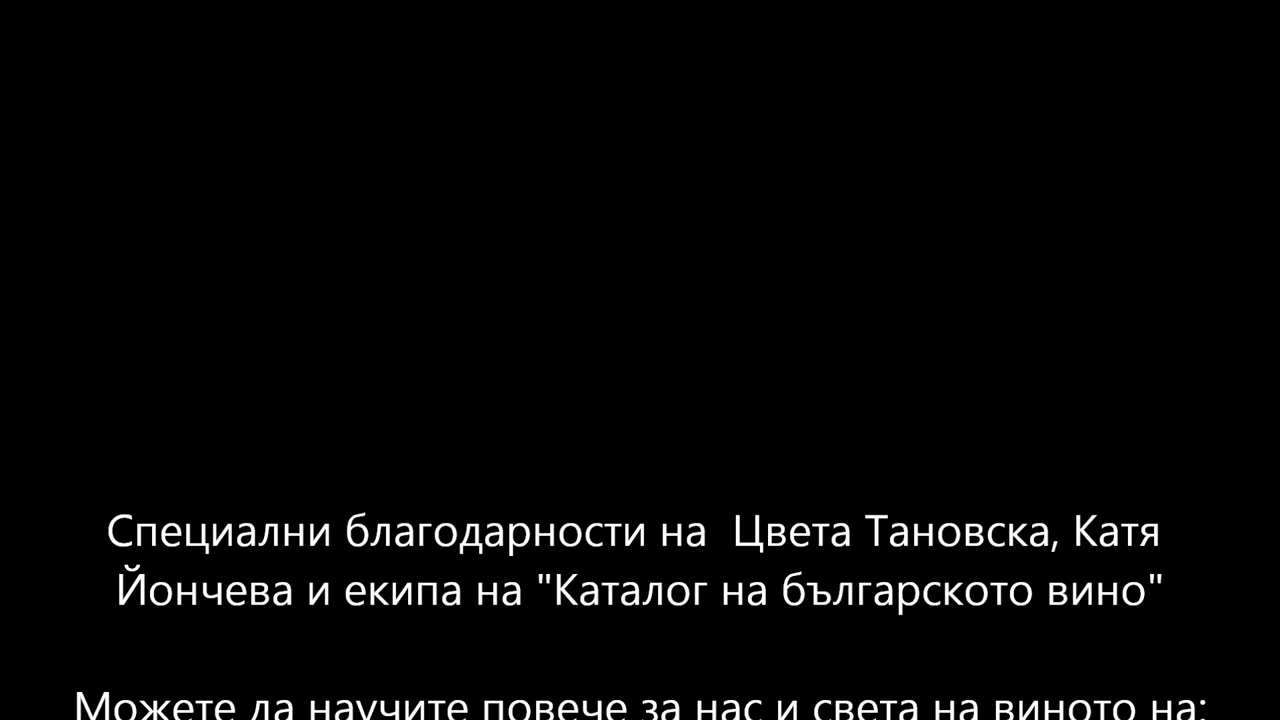 Специални благодарности на  Цвета Тановска, Катя
Йончева и екипа на "Каталог на българското вино"
Можете да научите повече за нас и света на виното на: